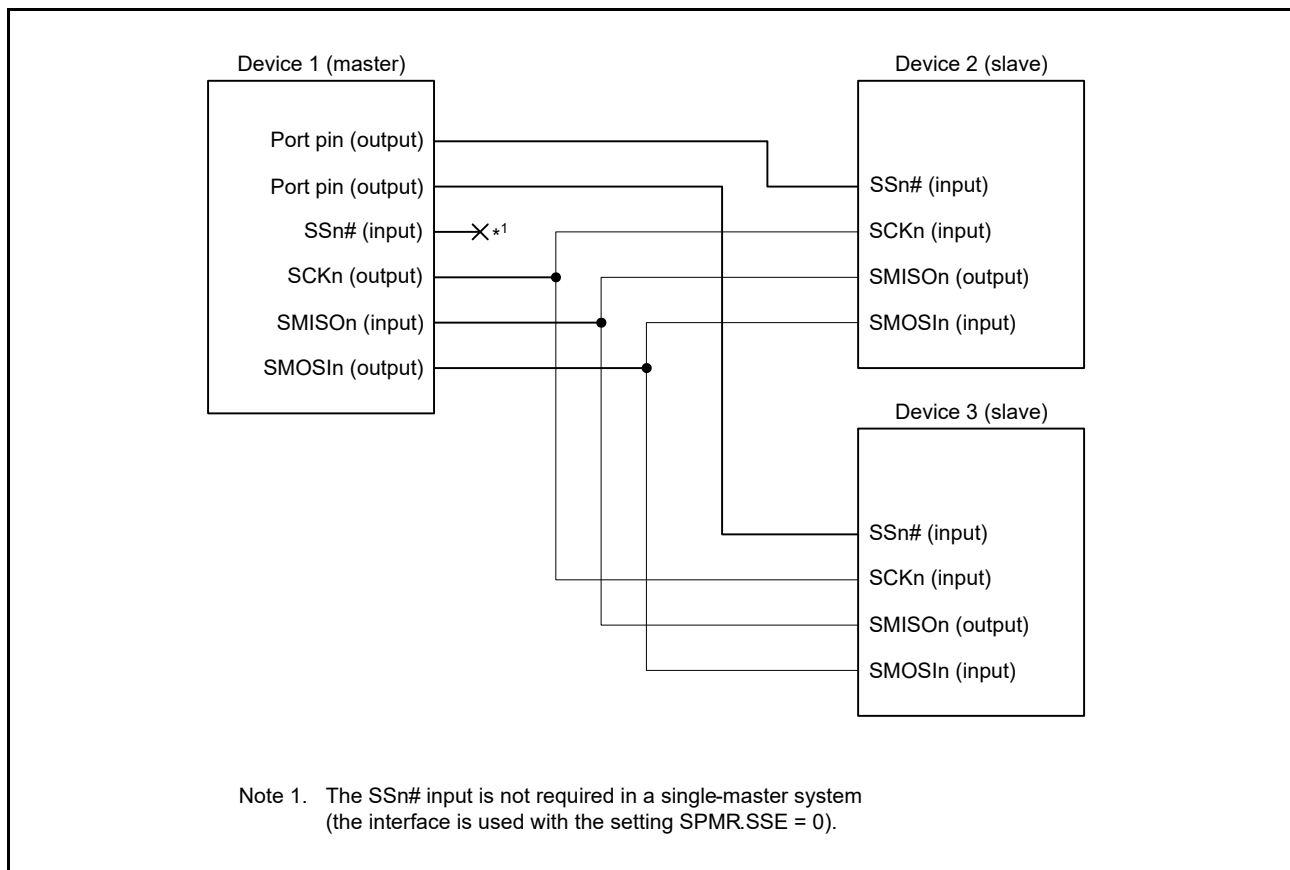 Device 1 (master)
Port pin (output)
Port pin (output)
SSn# (input)
*1
SCKn (output)
SMISOn (input)
SMOSIn (output)
Device 2 (slave)
SSn# (input)
SCKn (input)
SMISOn (output)
SMOSIn (input)
Device 3 (slave)
SSn# (input)
SCKn (input)
SMISOn (output)
SMOSIn (input)
Note 1. The SSn# input is not required in a single-master system
(the interface is used with the setting SPMR.SSE = 0).